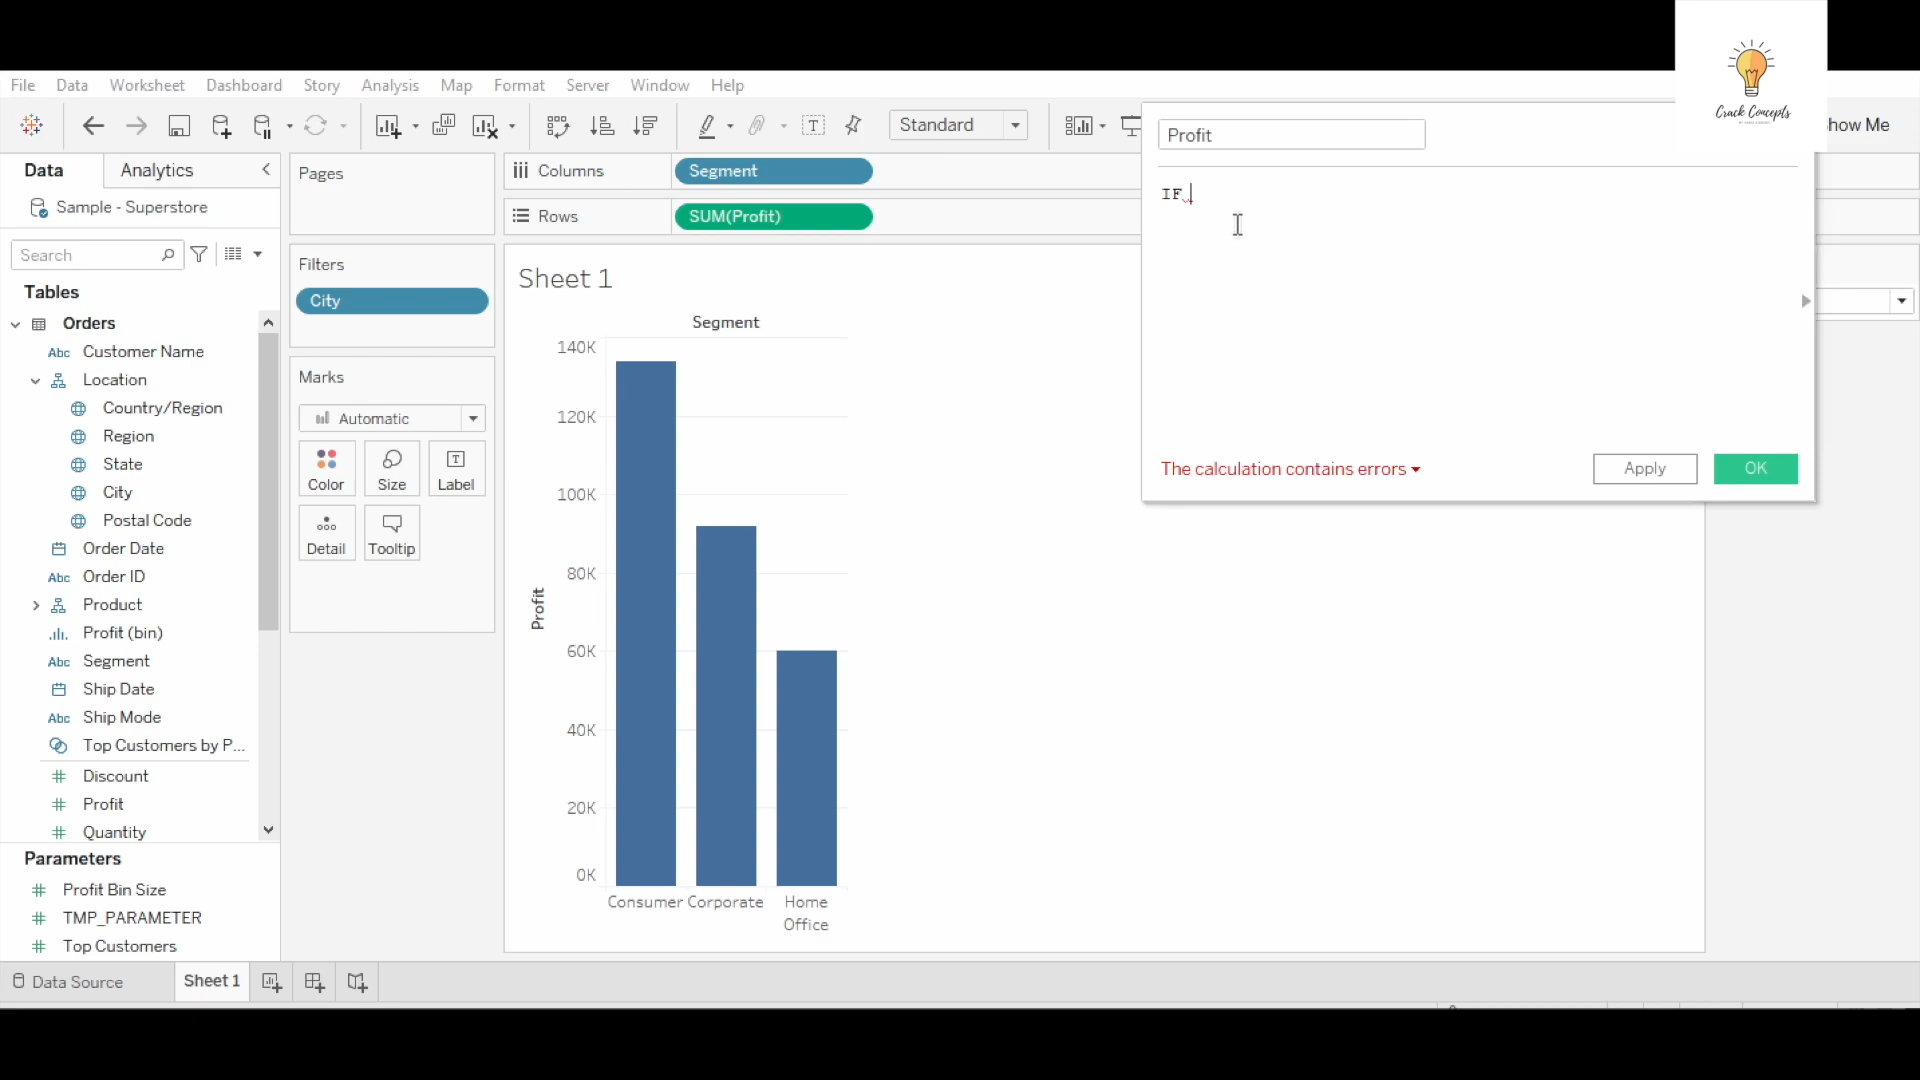 File Data Worksheet Dashboard Story Analysis Map Format Server Window Help
Crack Concepts
Standard
how Me
Data
Analytics
Sample - Superstore
Search
Tables
Orders
Abc Customer Name
Location
Country/Region
Region
State
City
Postal Code
Order Date
Abc Order ID
Product
Profit (bin)
Abc Segment
Ship Date
Abc Ship Mode
Top Customers by P...
Discount
Profit
Quantity
Parameters
Profit Bin Size
TMP_PARAMETER
Top Customers
Pages
Filters
City
Marks
Automatic
Color Size Label
Detail Tooltip
Columns Segment
Rows SUM(Profit)
Sheet 1
Segment
140K
120K
100K
80K
60K
40K
20K
0K
Profit
Consumer Corporate Home
Office
Profit
IF
The calculation contains errors
Apply OK
Data Source Sheet 1